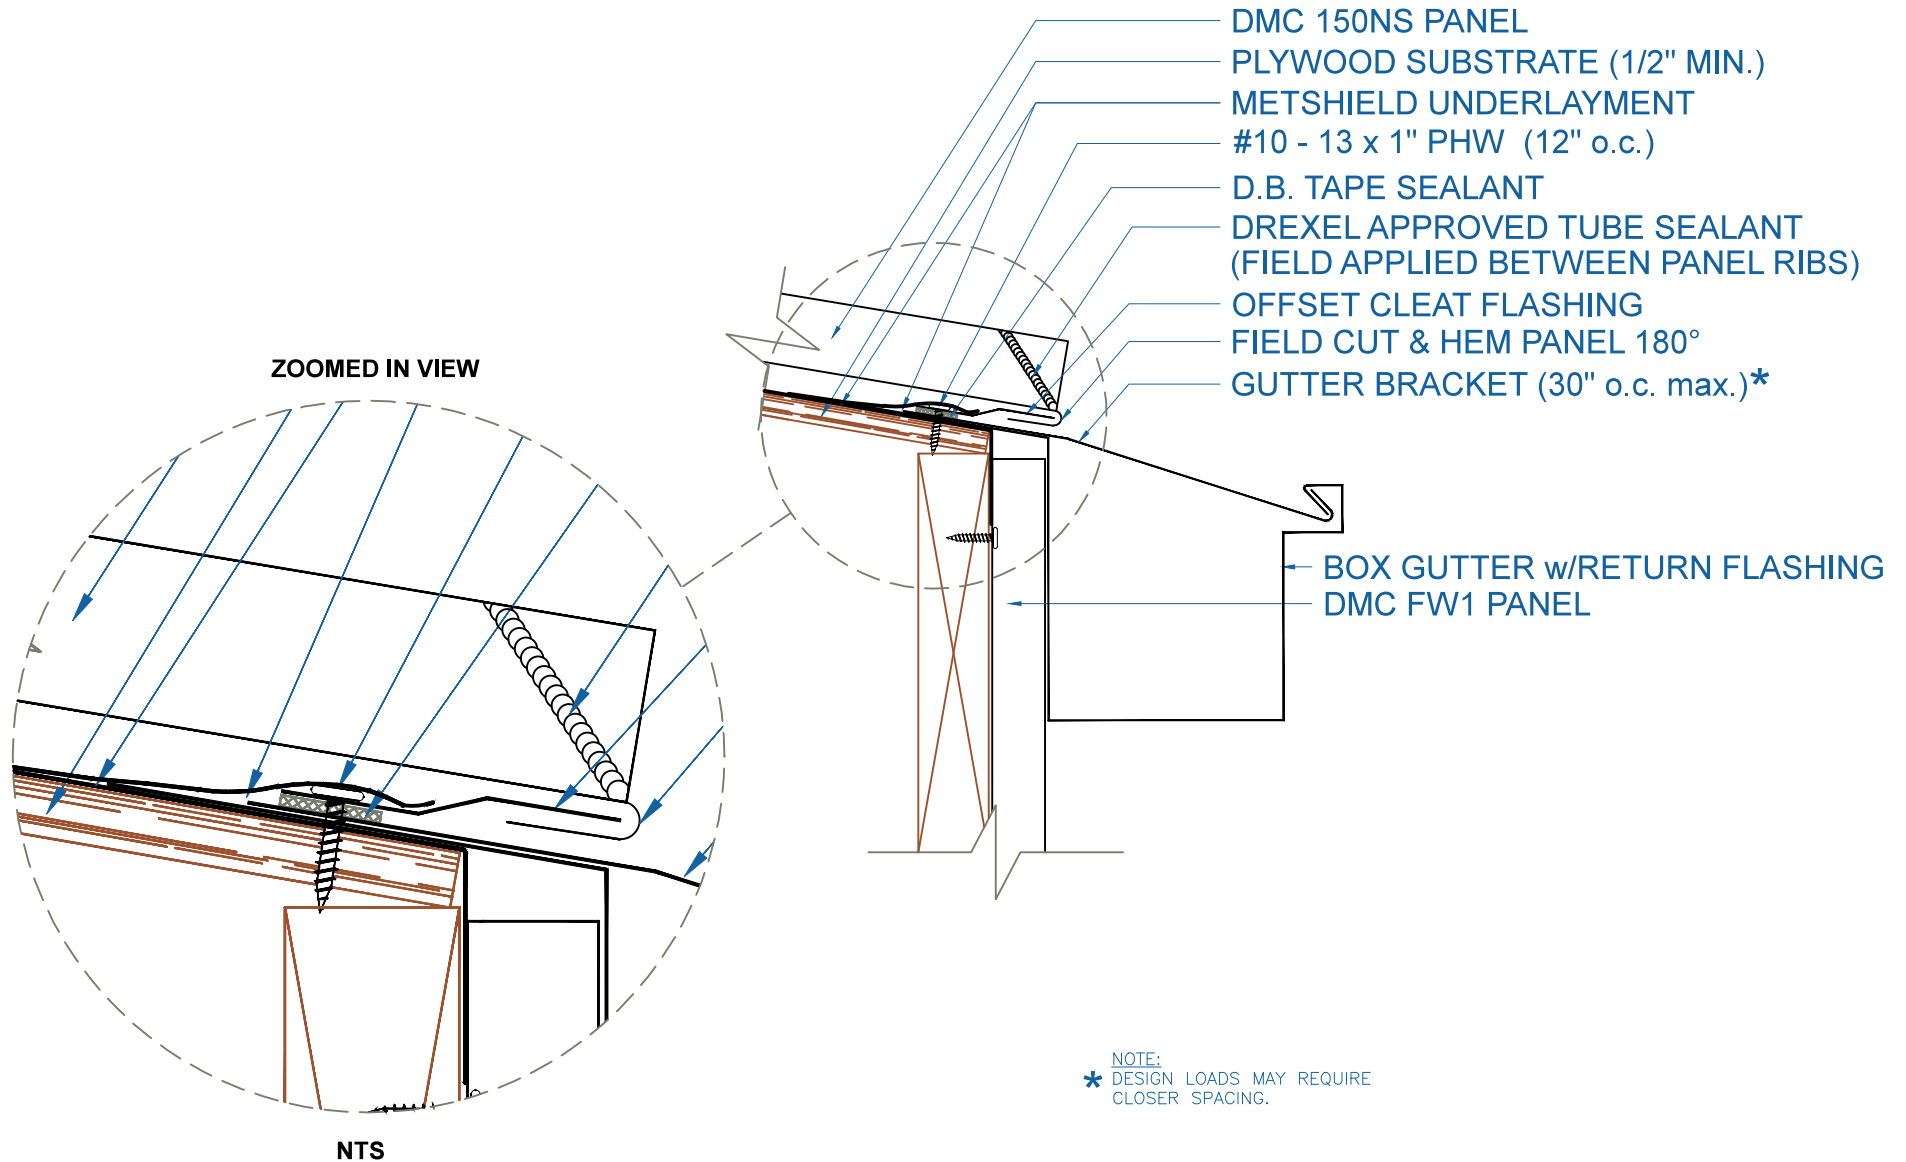 DMC 150NS PANEL
PLYWOOD SUBSTRATE (1/2" MIN.)
METSHIELD UNDERLAYMENT
#10 - 13 x 1" PHW (12" o.c.)
D.B. TAPE SEALANT
DREXEL APPROVED TUBE SEALANT
(FIELD APPLIED BETWEEN PANEL RIBS)
OFFSET CLEAT FLASHING
FIELD CUT & HEM PANEL 180°
GUTTER BRACKET (30" o.c. max.)*
ZOOMED IN VIEW
BOX GUTTER w/RETURN FLASHING
DMC FW1 PANEL
NOTE:
* DESIGN LOADS MAY REQUIRE
CLOSER SPACING.
NTS